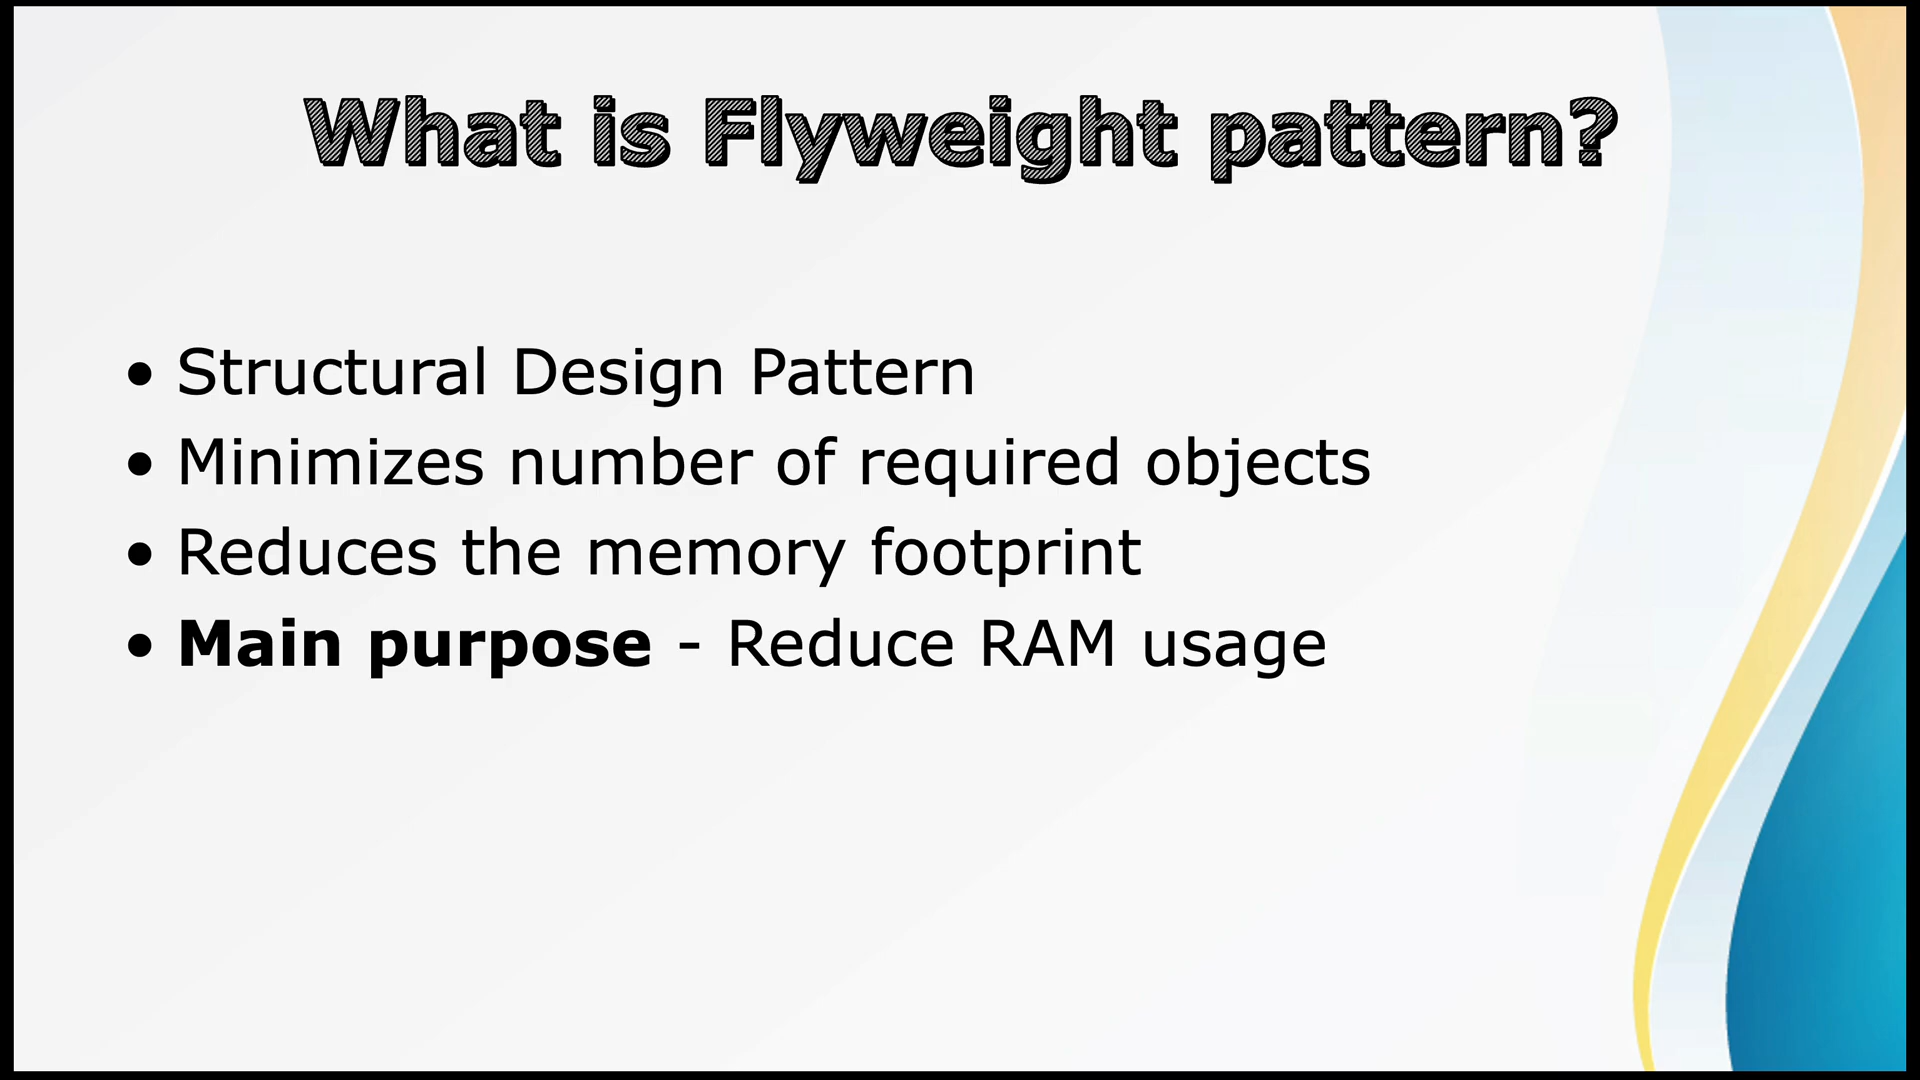 What is Flyweight pattern?
• Structural Design Pattern
• Minimizes number of required objects
• Reduces the memory footprint
• Main purpose - Reduce RAM usage